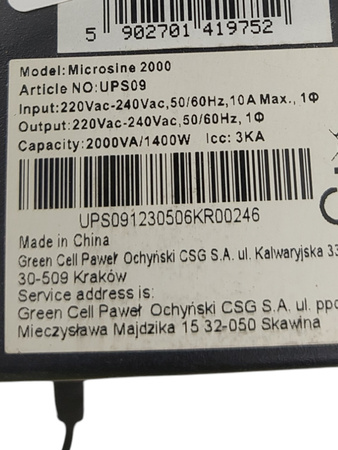 5 902701 419752
Model: Microsine 2000
Article NO: UPS09
Input: 220Vac-240Vac, 50/60Hz, 10A Max., 1Φ
Output: 220Vac-240Vac, 50/60Hz, 1Φ
Capacity: 2000VA/1400W Icc: 3KA
UPS091230506KR00246
Made in China
Green Cell Paweł Ochyński CSG S.A. ul. Kalwaryjska 33
30-509 Kraków
Service address is:
Green Cell Paweł Ochyński CSG S.A. ul. ppo
Mieczysława Majdzika 15 32-050 Skawina